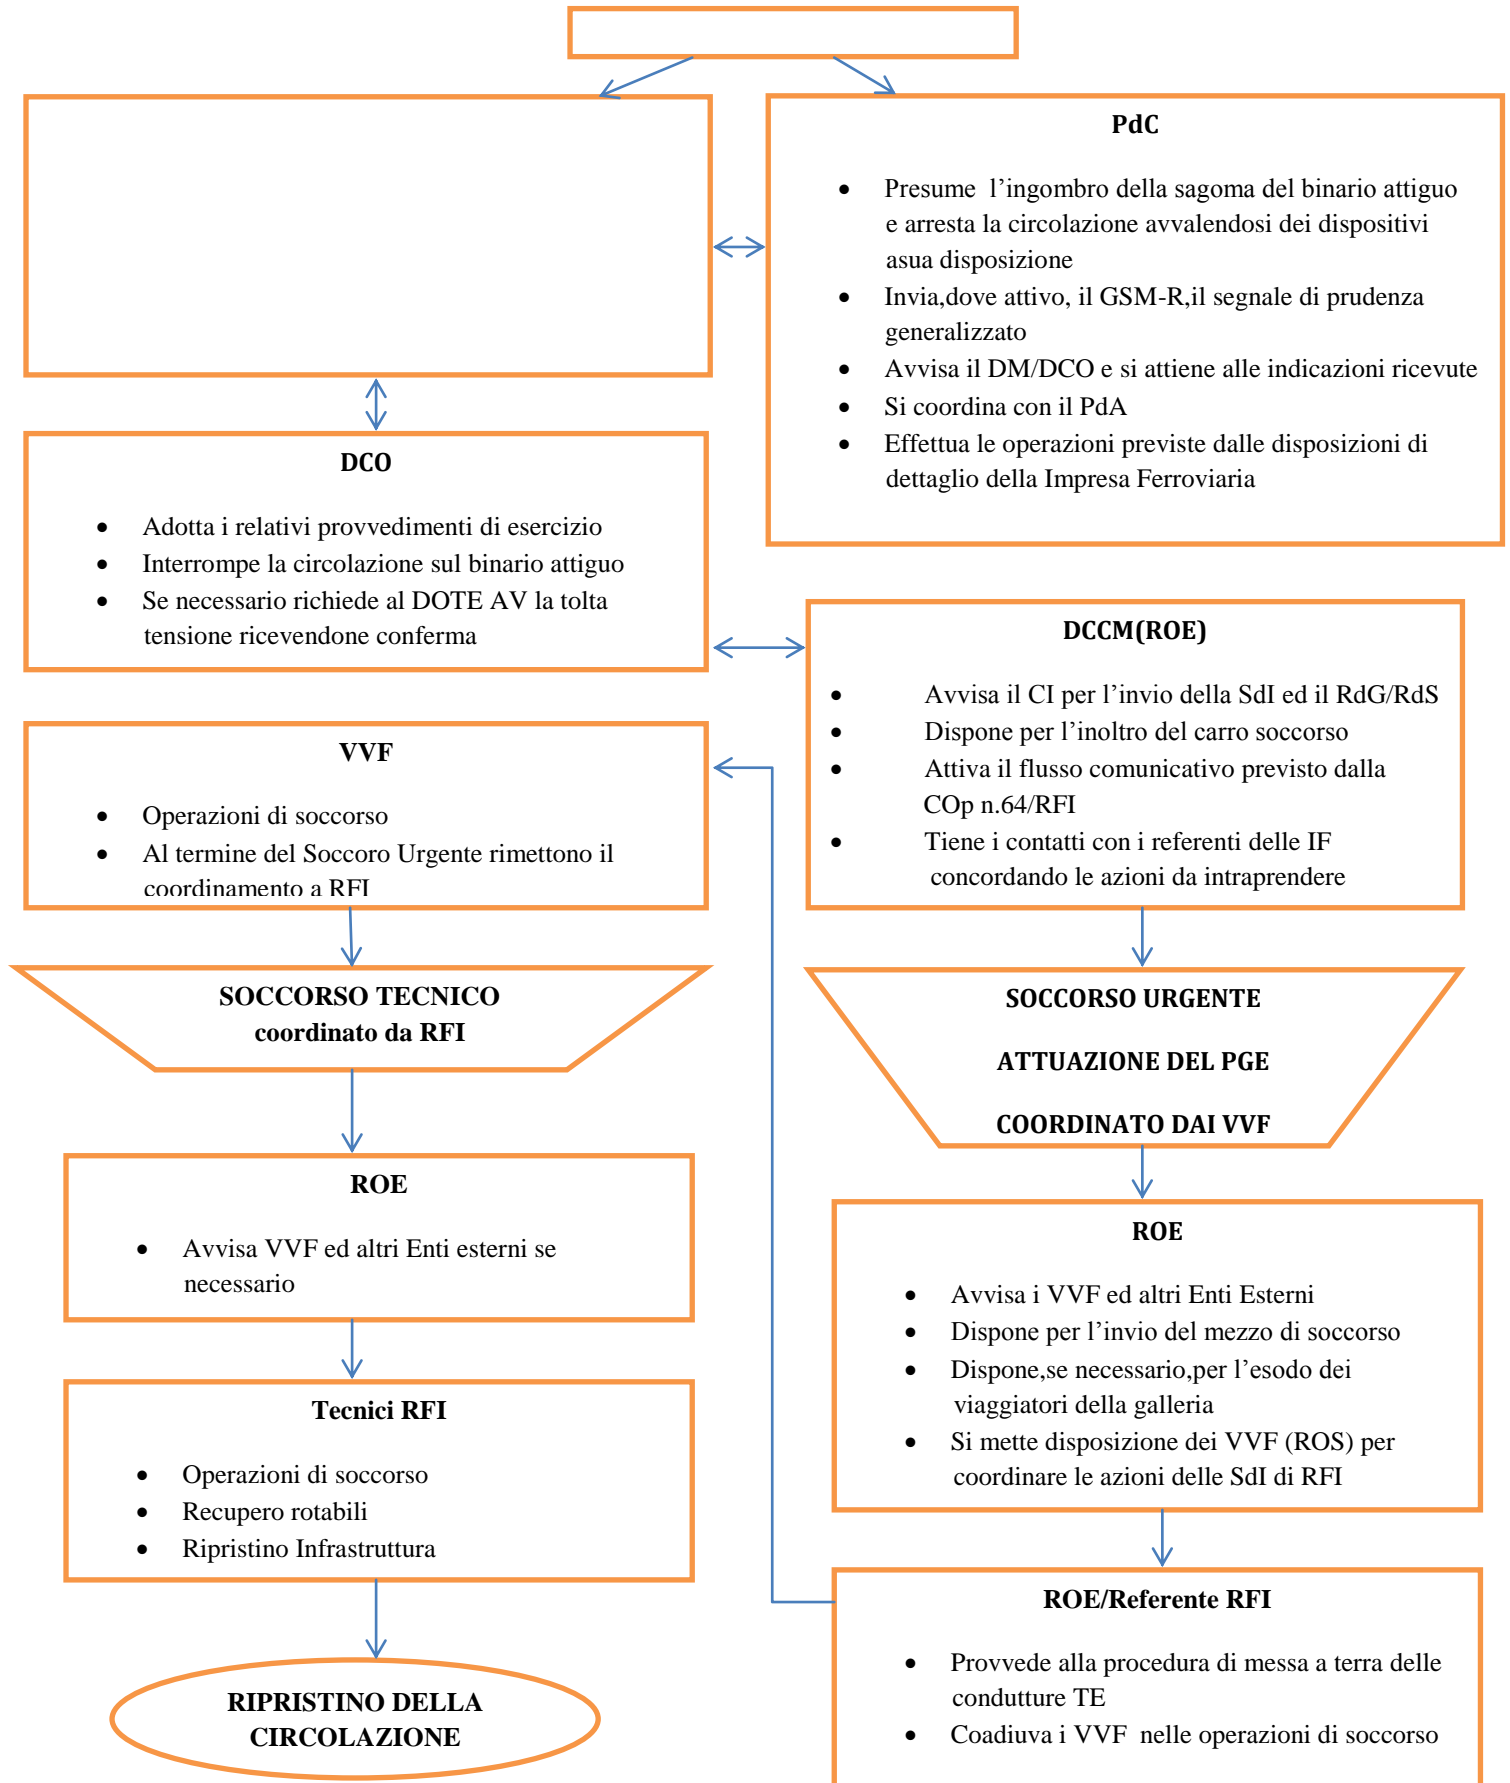 PdC
• Presume l’ingombro della sagoma del binario attiguo
e arresta la circolazione avvalendosi dei dispositivi
asua disposizione
• Invia,dove attivo, il GSM-R,il segnale di prudenza
generalizzato
• Avvisa il DM/DCO e si attiene alle indicazioni ricevute
• Si coordina con il PdA
• Effettua le operazioni previste dalle disposizioni di
dettaglio della Impresa Ferroviaria
DCO
• Adotta i relativi provvedimenti di esercizio
• Interrompe la circolazione sul binario attiguo
• Se necessario richiede al DOTE AV la tolta
tensione ricevendone conferma
DCCM(ROE)
• Avvisa il CI per l’invio della SdI ed il RdG/RdS
• Dispone per l’inoltro del carro soccorso
• Attiva il flusso comunicativo previsto dalla
COp n.64/RFI
• Tiene i contatti con i referenti delle IF
concordando le azioni da intraprendere
VVF
• Operazioni di soccorso
• Al termine del Soccoro Urgente rimettono il
coordinamento a RFI
SOCCORSO TECNICO
coordinato da RFI
SOCCORSO URGENTE
ATTUAZIONE DEL PGE
COORDINATO DAI VVF
ROE
• Avvisa VVF ed altri Enti esterni se
necessario
ROE
• Avvisa i VVF ed altri Enti Esterni
• Dispone per l’invio del mezzo di soccorso
• Dispone,se necessario,per l’esodo dei
viaggiatori della galleria
• Si mette disposizione dei VVF (ROS) per
coordinare le azioni delle SdI di RFI
Tecnici RFI
• Operazioni di soccorso
• Recupero rotabili
• Ripristino Infrastruttura
ROE/Referente RFI
• Provvede alla procedura di messa a terra delle
condutture TE
• Coadiuva i VVF nelle operazioni di soccorso
RIPRISTINO DELLA
CIRCOLAZIONE